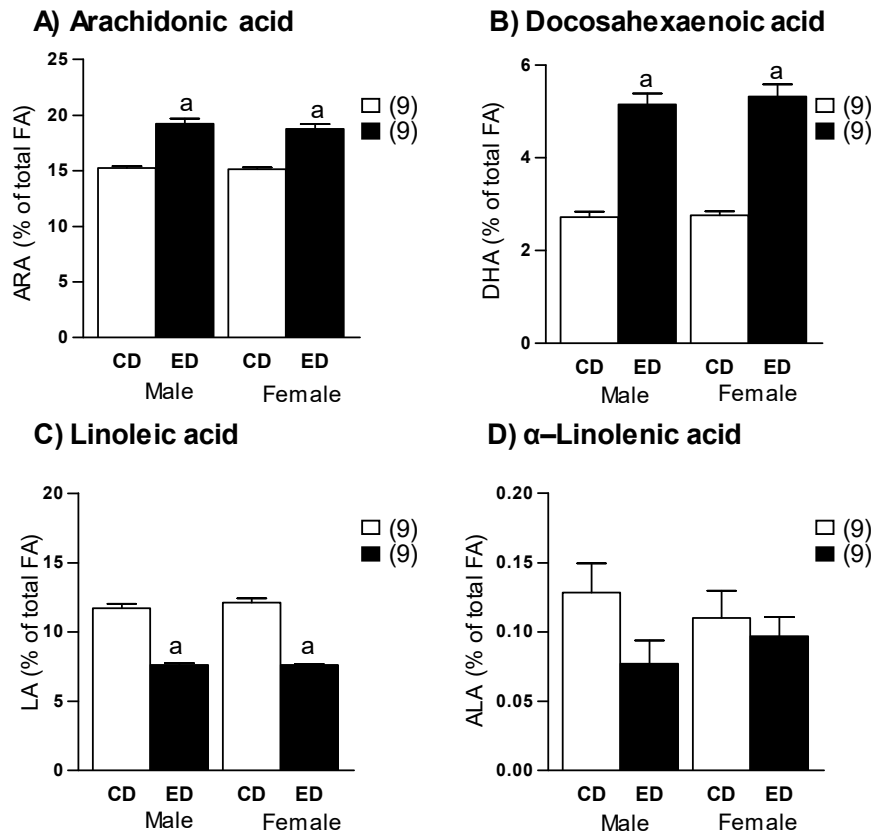 A) Arachidonic acid
ARA (% of total FA)
25
20
15
10
5
0
a
a
(9)
(9)
CD ED CD ED
Male Female
B) Docosahexaenoic acid
DHA (% of total FA)
6
4
2
0
a
a
(9)
(9)
CD ED CD ED
Male Female
C) Linoleic acid
LA (% of total FA)
20
15
10
5
0
a
a
(9)
(9)
CD ED CD ED
Male Female
D) α–Linolenic acid
ALA (% of total FA)
0.20
0.15
0.10
0.05
0.00
(9)
(9)
CD ED CD ED
Male Female